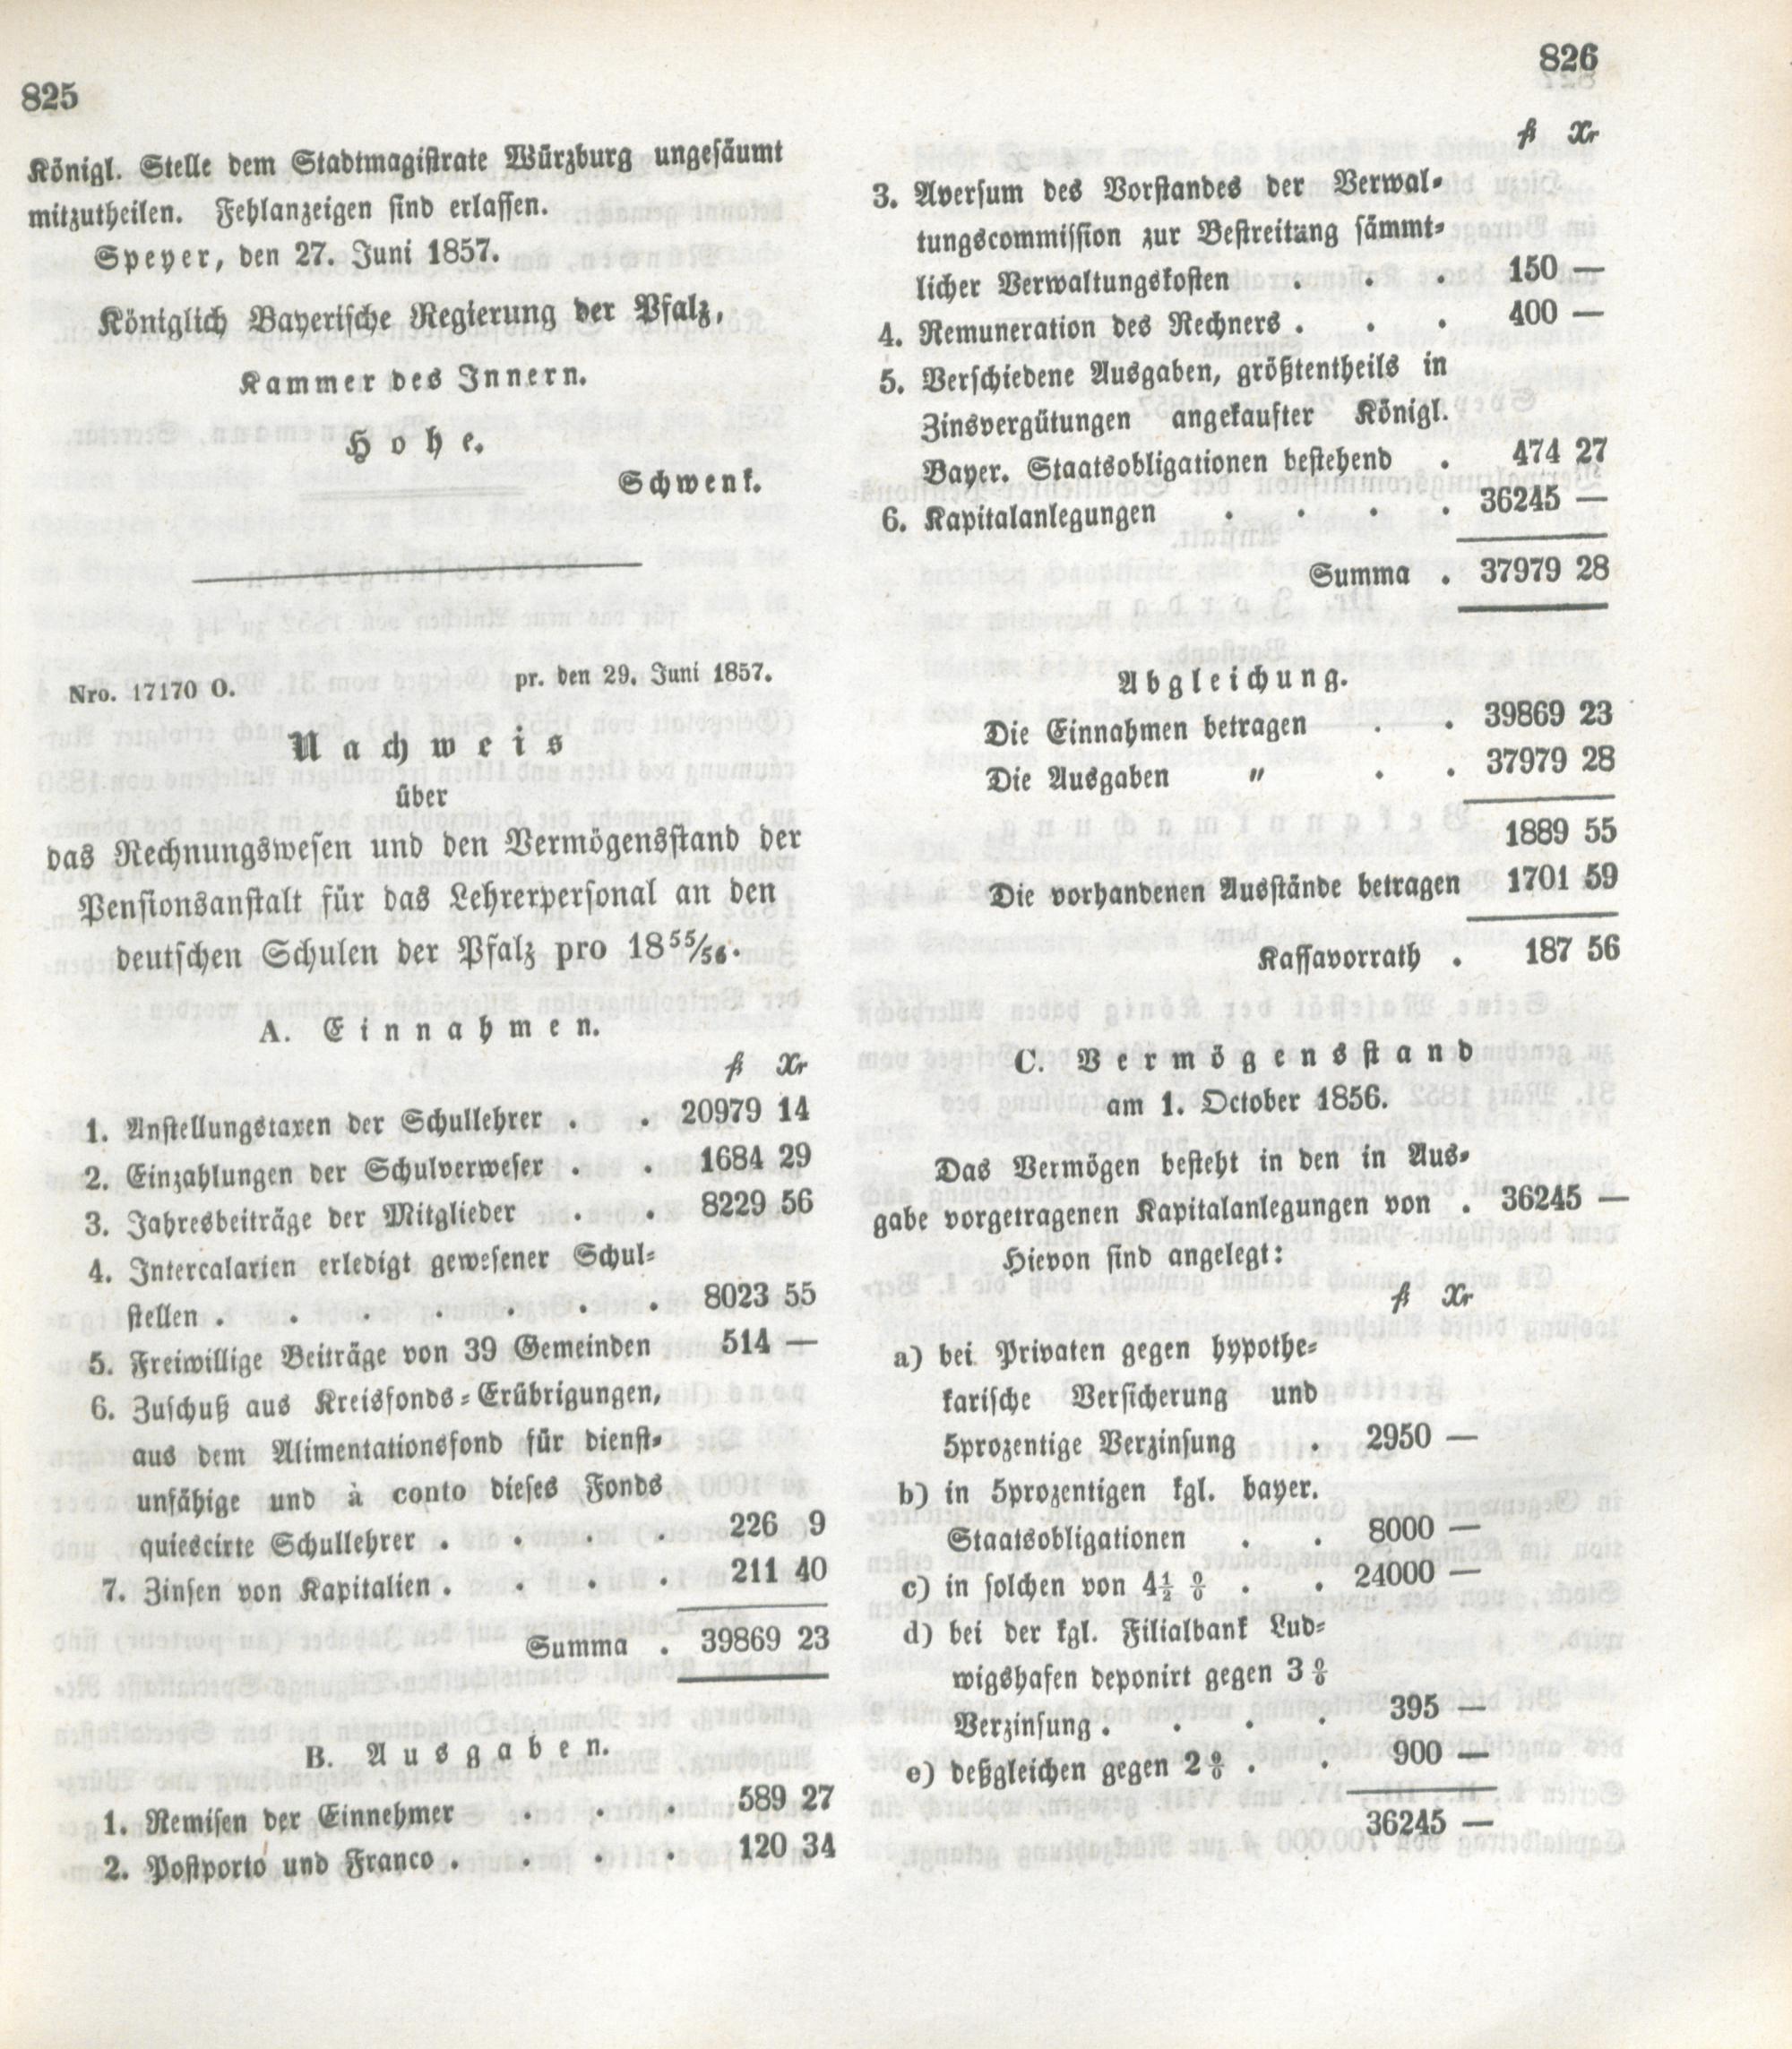 825
Königl. Stelle dem Stadtmagistrate Würzburg ungesäumt
mitzutheilen. Fehlanzeigen sind erlassen.
Speyer, den 27. Juni 1857.
Königlich Bayerische Regierung der Pfalz,
Kammer des Innern.
Hohe.
Schwenk.
Nro. 17170 O. pr. den 29. Juni 1857.
Nachweis
über
das Rechnungswesen und den Vermögensstand der
Pensionsanstalt für das Lehrerpersonal an den
deutschen Schulen der Pfalz pro 18 55/56.
A. Einnahmen.
fl Xr
1. Anstellungstaxen der Schullehrer . . 20979 14
2. Einzahlungen der Schulverweser . . 1684 29
3. Jahresbeiträge der Mitglieder . . 8229 56
4. Intercalarien erledigt gewesener Schul-
stellen . . . . . . . 8023 55
5. Freiwillige Beiträge von 39 Gemeinden 514 —
6. Zuschuß aus Kreisfonds-Erübrigungen,
aus dem Alimentationsfond für dienst-
unfähige und à conto dieses Fonds
quiescirte Schullehrer . . . . 226 9
7. Zinsen von Kapitalien . . . . 211 40
Summa . 39869 23
B. Ausgaben.
1. Remisen der Einnehmer . . . 589 27
2. Postporto und Franco . . . . 120 34
826
fl Xr
3. Aversum des Vorstandes der Verwal-
tungscommission zur Bestreitung sämmt-
licher Verwaltungskosten . . . 150 —
4. Remuneration des Rechners . . . 400 —
5. Verschiedene Ausgaben, größtentheils in
Zinsvergütungen angekaufter Königl.
Bayer. Staatsobligationen bestehend . 474 27
6. Kapitalanlegungen . . . . 36245 —
Summa . 37979 28
Abgleichung.
Die Einnahmen betragen . . 39869 23
Die Ausgaben " . . 37979 28
1889 55
Die vorhandenen Ausstände betragen 1701 59
Kassavorrath . 187 56
C. Vermögensstand
am 1. October 1856.
Das Vermögen besteht in den in Aus-
gabe vorgetragenen Kapitalanlegungen von . 36245 —
Hievon sind angelegt:
fl Xr
a) bei Privaten gegen hypothe-
karische Versicherung und
5prozentige Verzinsung . 2950 —
b) in 5prozentigen kgl. bayer.
Staatsobligationen . . 8000 —
c) in solchen von 4½ % . . 24000 —
d) bei der kgl. Filialbank Lud-
wigshafen deponirt gegen 3 %
Verzinsung . . . . 395 —
e) deßgleichen gegen 2 % . . 900 —
36245 —